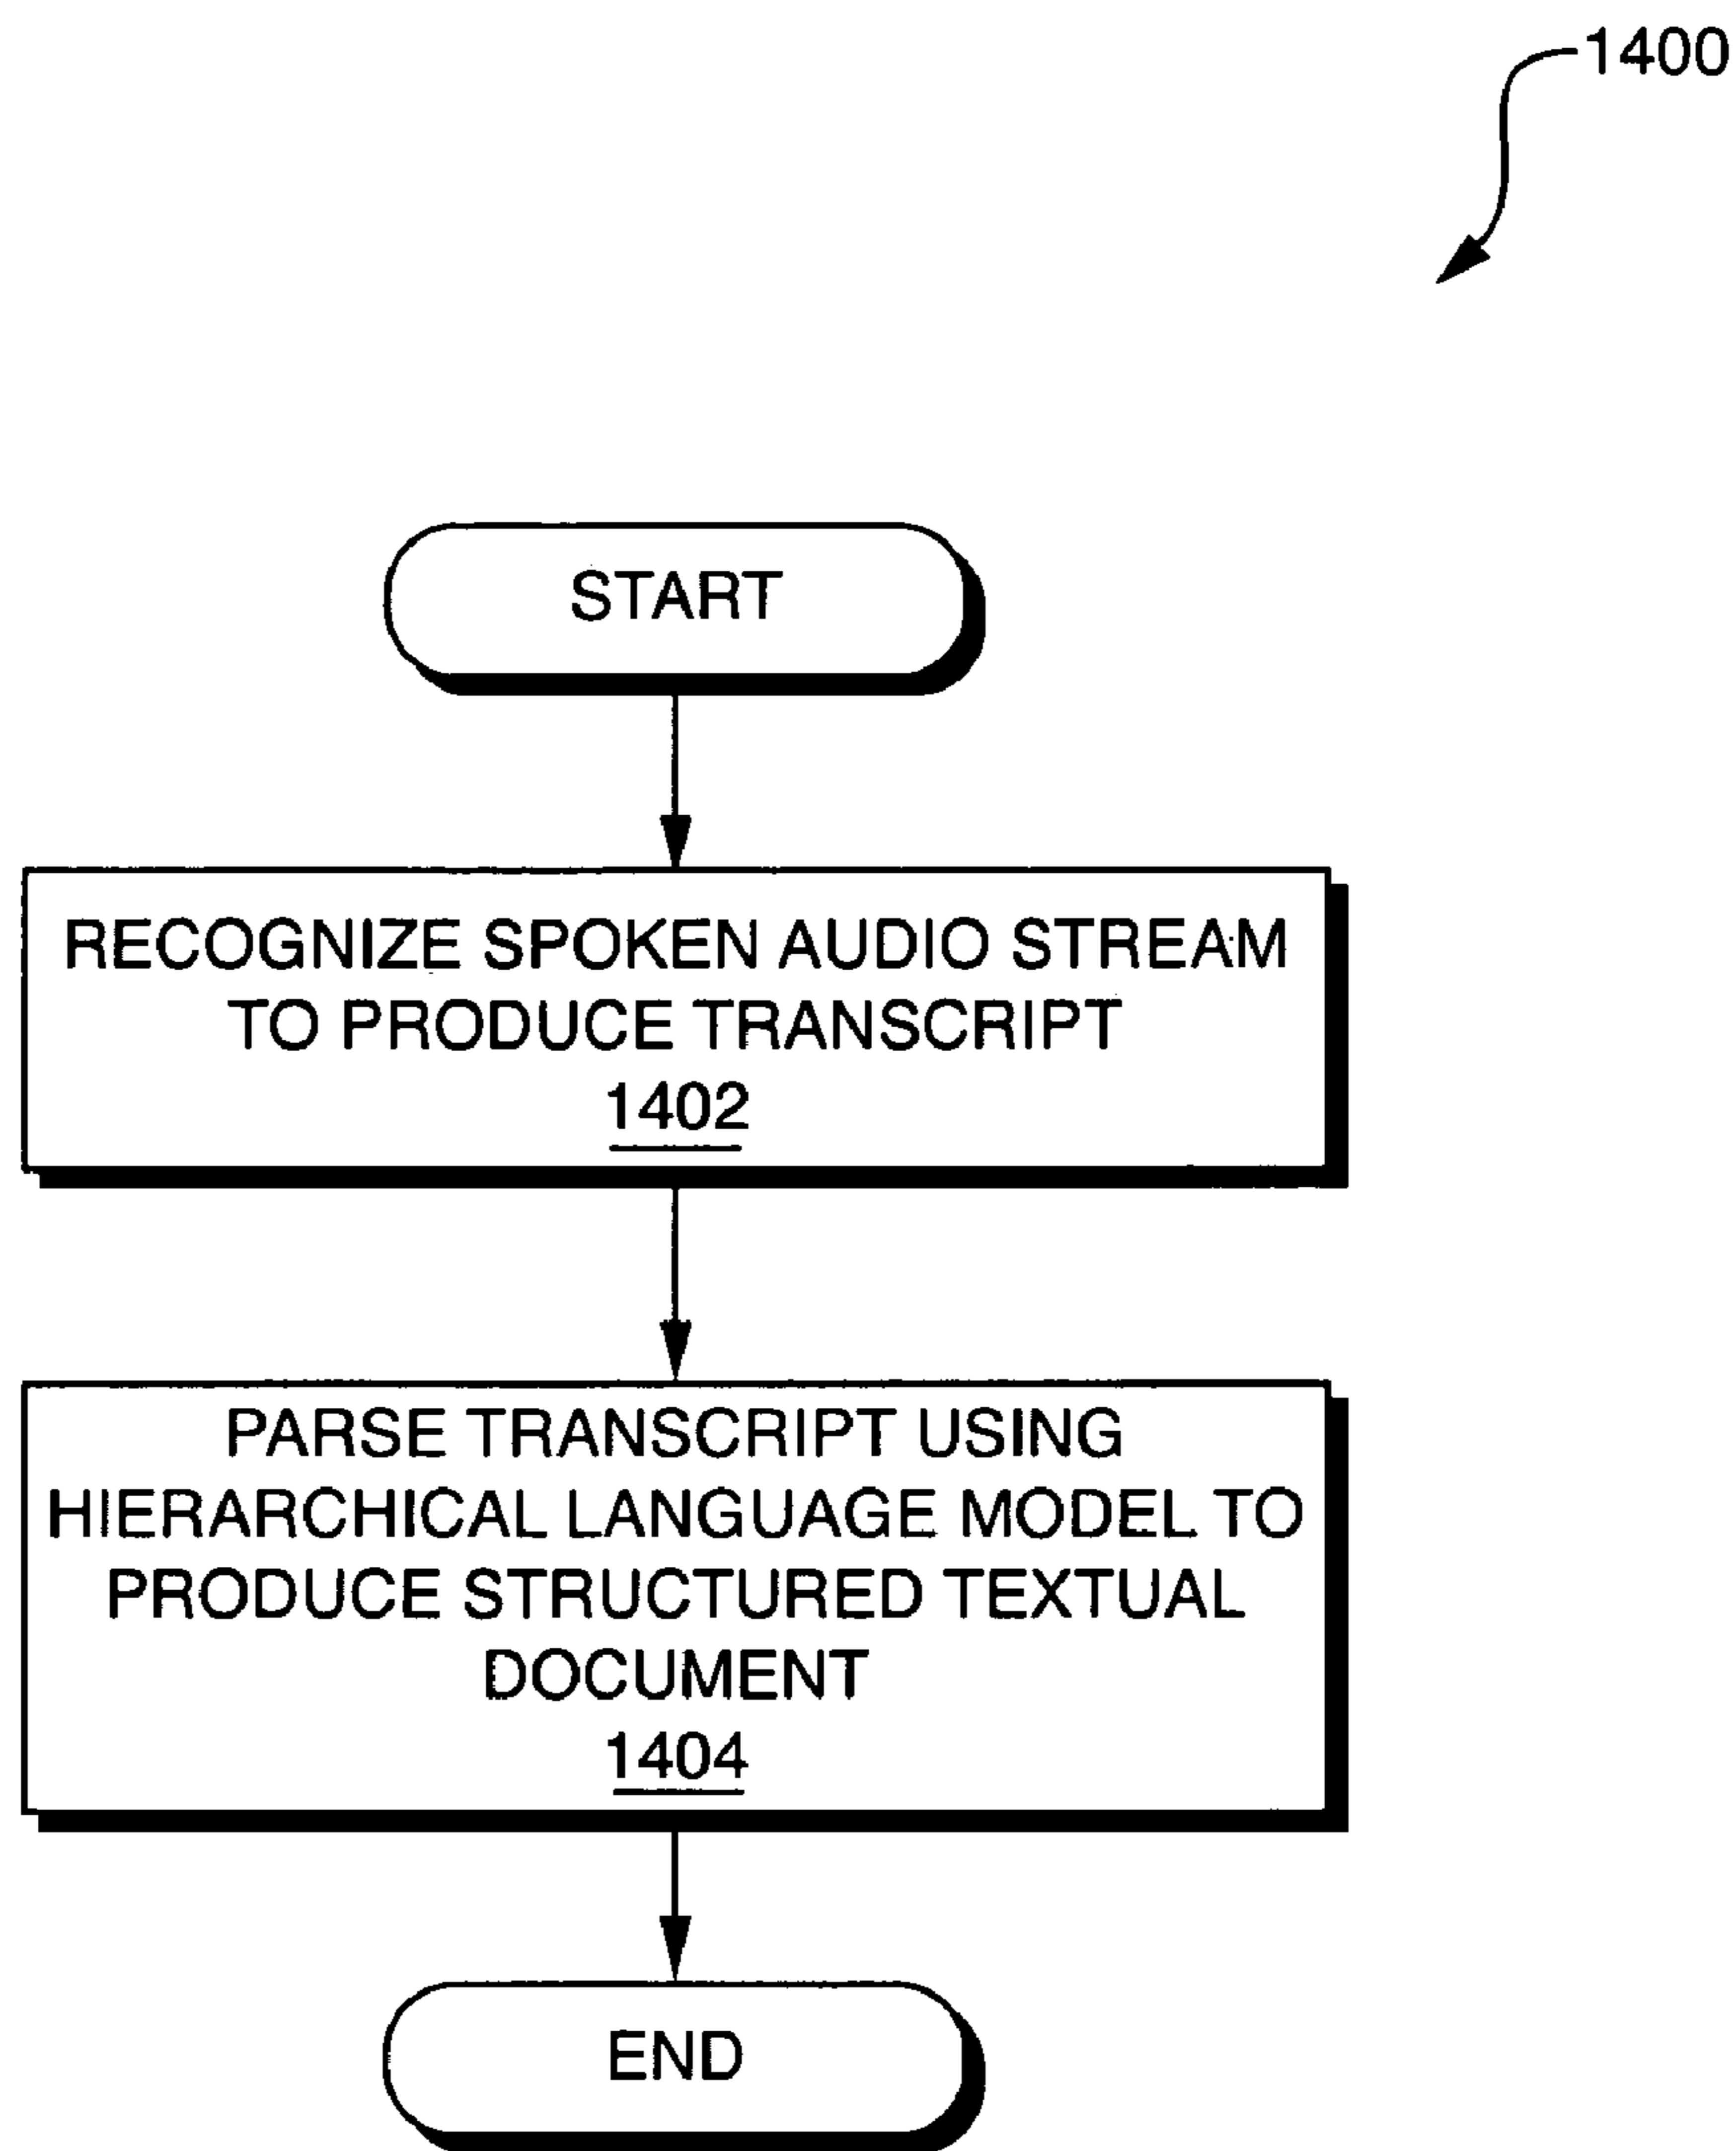 1400
START
RECOGNIZE SPOKEN AUDIO STREAM
TO PRODUCE TRANSCRIPT
1402
PARSE TRANSCRIPT USING
HIERARCHICAL LANGUAGE MODEL TO
PRODUCE STRUCTURED TEXTUAL
DOCUMENT
1404
END